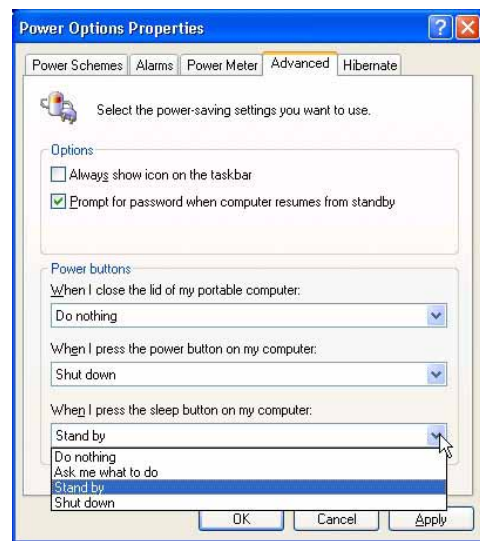 Power Options Properties
Power Schemes Alarms Power Meter Advanced Hibernate
Select the power-saving settings you want to use.
Options
Always show icon on the taskbar
Prompt for password when computer resumes from standby
Power buttons
When I close the lid of my portable computer:
Do nothing
When I press the power button on my computer:
Shut down
When I press the sleep button on my computer:
Stand by
Do nothing
Ask me what to do
Stand by
Shut down
OK Cancel Apply